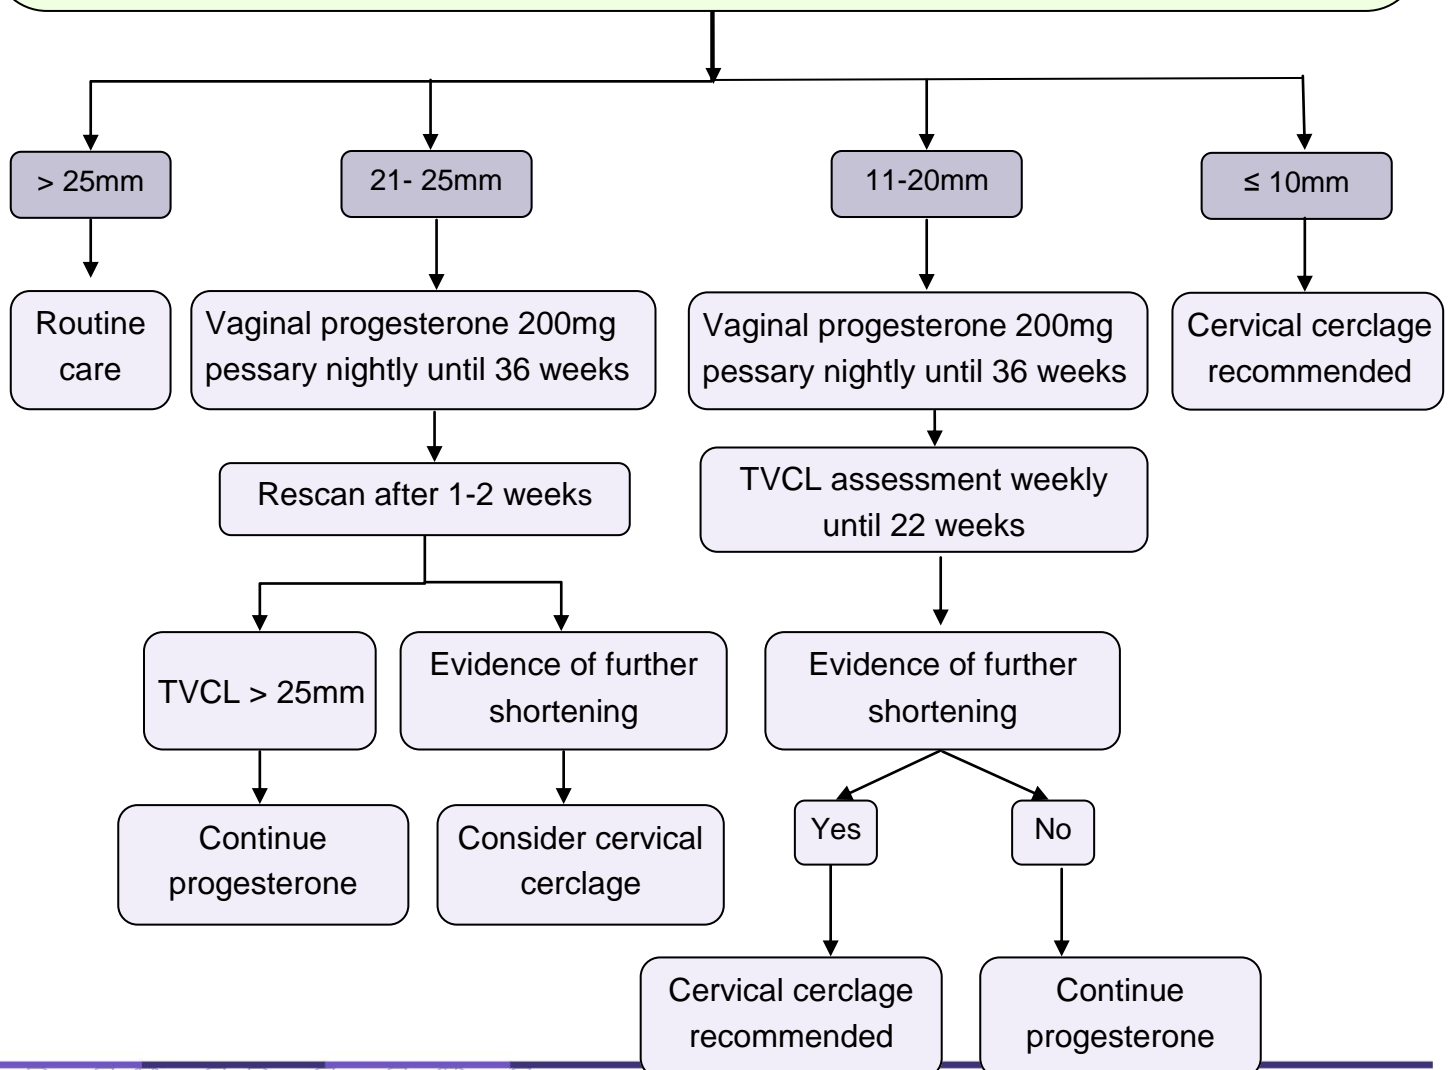 > 25mm
21- 25mm
11-20mm
≤ 10mm
Routine
care
Vaginal progesterone 200mg
pessary nightly until 36 weeks
Vaginal progesterone 200mg
pessary nightly until 36 weeks
Cervical cerclage
recommended
Rescan after 1-2 weeks
TVCL assessment weekly
until 22 weeks
TVCL > 25mm
Evidence of further
shortening
Evidence of further
shortening
Continue
progesterone
Consider cervical
cerclage
Yes
No
Cervical cerclage
recommended
Continue
progesterone